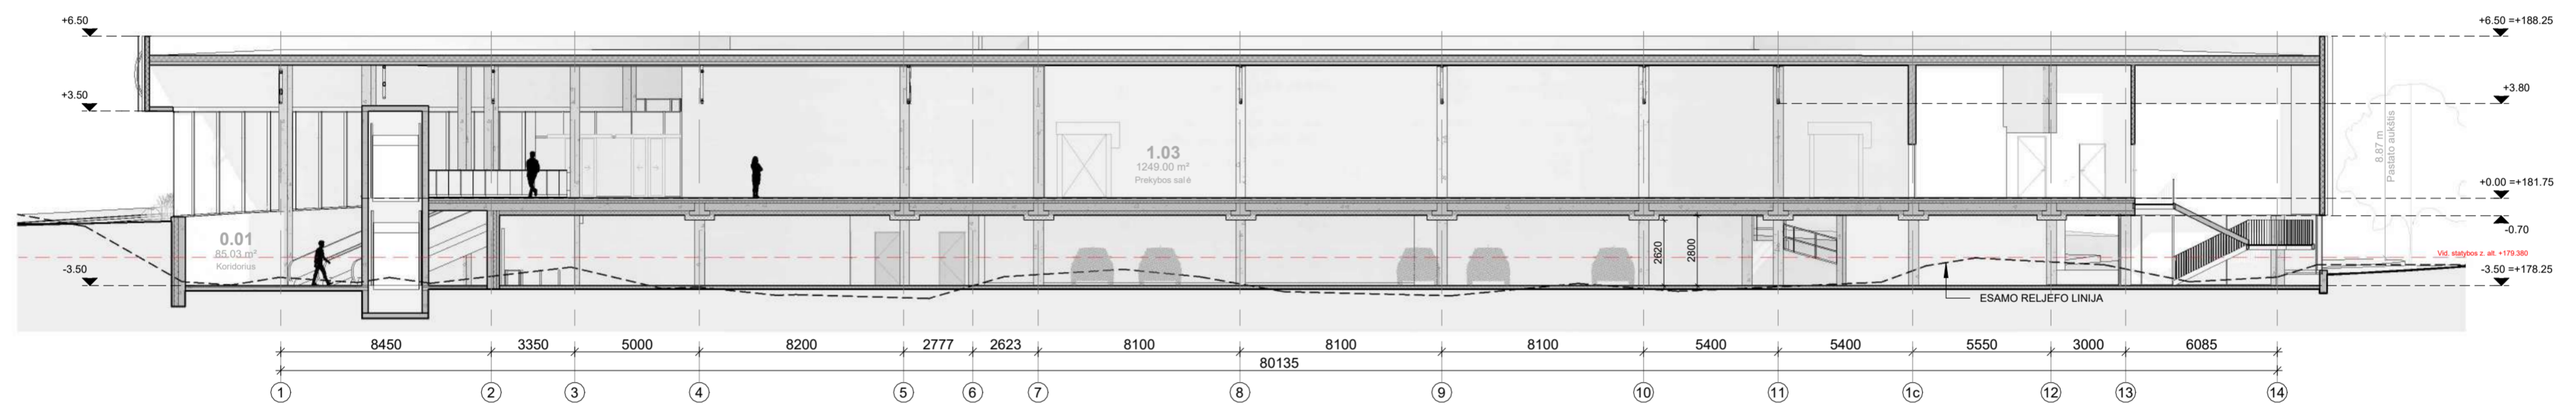 +6.50
+6.50 =+188.25
+3.50
+3.80
1.03
1249.00 m²
Prekybos salė
8.87 m
Pastato aukštis
+0.00 =+181.75
-0.70
0.01
85.03 m²
Koridorius
2620
2800
Vid. statybos z. alt. +179.380
-3.50
-3.50 =+178.25
ESAMO RELJEFO LINIJA
8450 3350 5000 8200 2777 2623 8100 8100 8100 5400 5400 5550 3000 6085
80135
1 2 3 4 5 6 7 8 9 10 11 1c 12 13 14